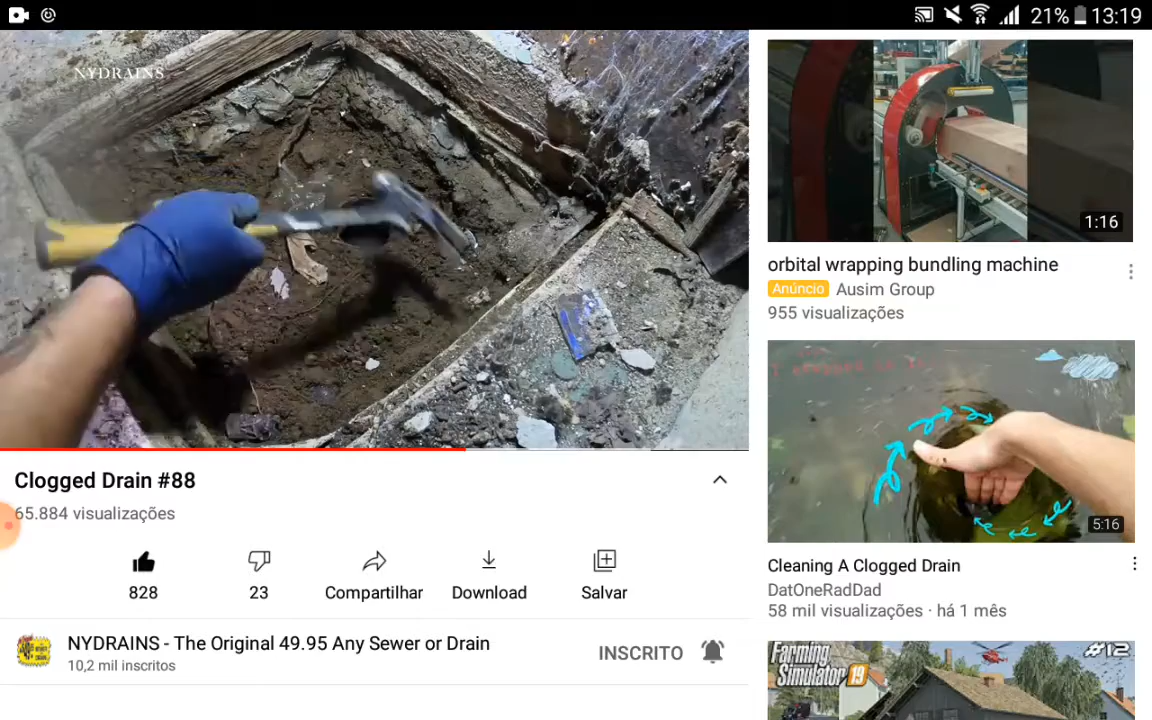 21% 13:19
NYDRAINS
Clogged Drain #88
65.884 visualizações
828
23
Compartilhar
Download
Salvar
NYDRAINS - The Original 49.95 Any Sewer or Drain
10,2 mil inscritos
INSCRITO
1:16
orbital wrapping bundling machine
Anúncio Ausim Group
955 visualizações
5:16
Cleaning A Clogged Drain
DatOneRadDad
58 mil visualizações · há 1 mês
Farming
Simulator 19
#12